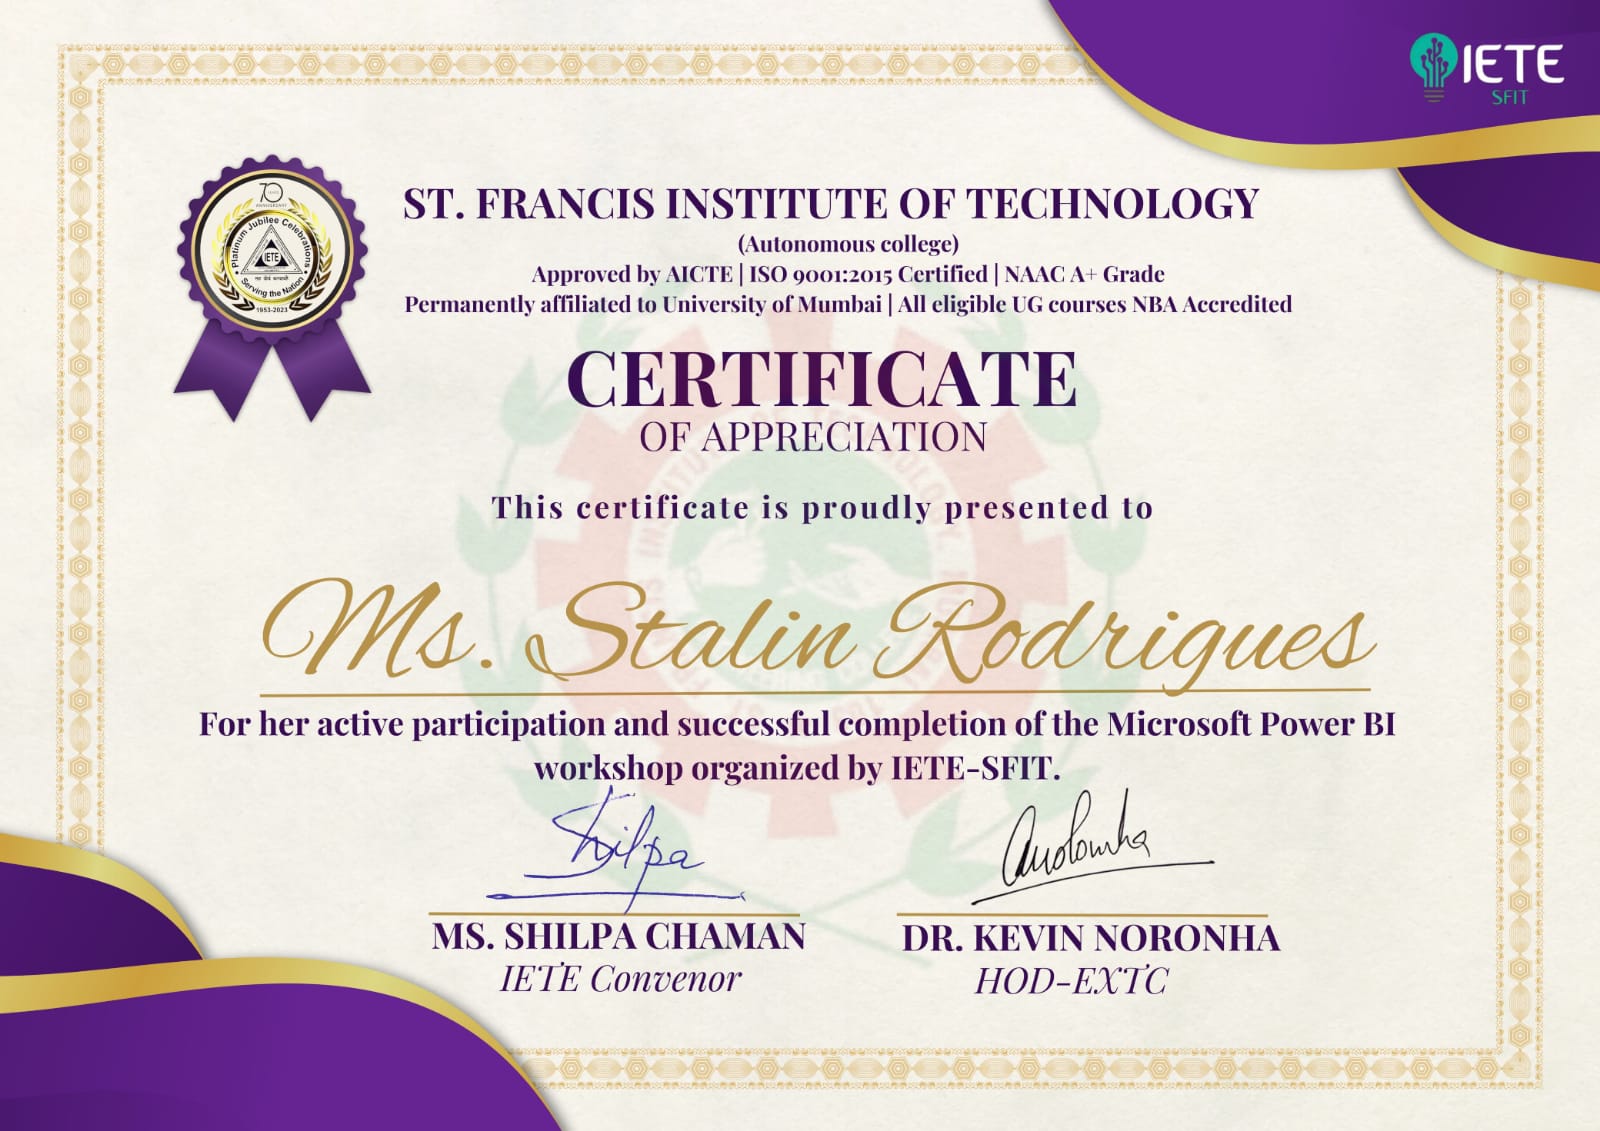 IETE
SFIT
70
YEARS
ANNIVERSARY
Platinum Jubilee Celebrations
IETE
Serving the Nation
1953-2023
ST. FRANCIS INSTITUTE OF TECHNOLOGY
(Autonomous college)
Approved by AICTE | ISO 9001:2015 Certified | NAAC A+ Grade
Permanently affiliated to University of Mumbai | All eligible UG courses NBA Accredited
CERTIFICATE
OF APPRECIATION
This certificate is proudly presented to
Ms. Stalin Rodrigues
For her active participation and successful completion of the Microsoft Power BI
workshop organized by IETE-SFIT.
Shilpa
MS. SHILPA CHAMAN
IETE Convenor
DR. KEVIN NORONHA
HOD-EXTC